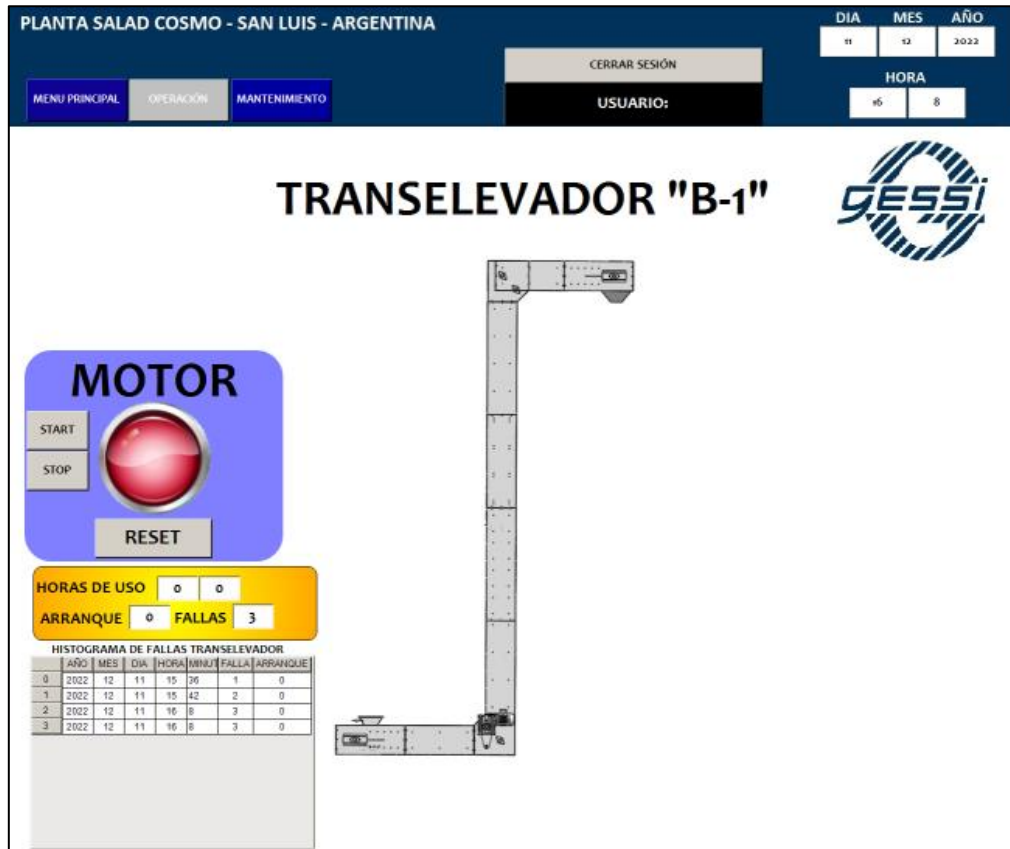 PLANTA SALAD COSMO - SAN LUIS - ARGENTINA
DIA MES AÑO
11 12 2022
CERRAR SESIÓN
HORA
MENU PRINCIPAL OPERACIÓN MANTENIMIENTO
USUARIO:
16 8
TRANSELEVADOR "B-1"
gessi
MOTOR
START
STOP
RESET
HORAS DE USO 0 0
ARRANQUE 0 FALLAS 3
HISTOGRAMA DE FALLAS TRANSELEVADOR
AÑO MES DIA HORA MINUT FALLA ARRANQUE
0 2022 12 11 15 36 1 0
1 2022 12 11 15 42 2 0
2 2022 12 11 16 8 3 0
3 2022 12 11 16 8 3 0